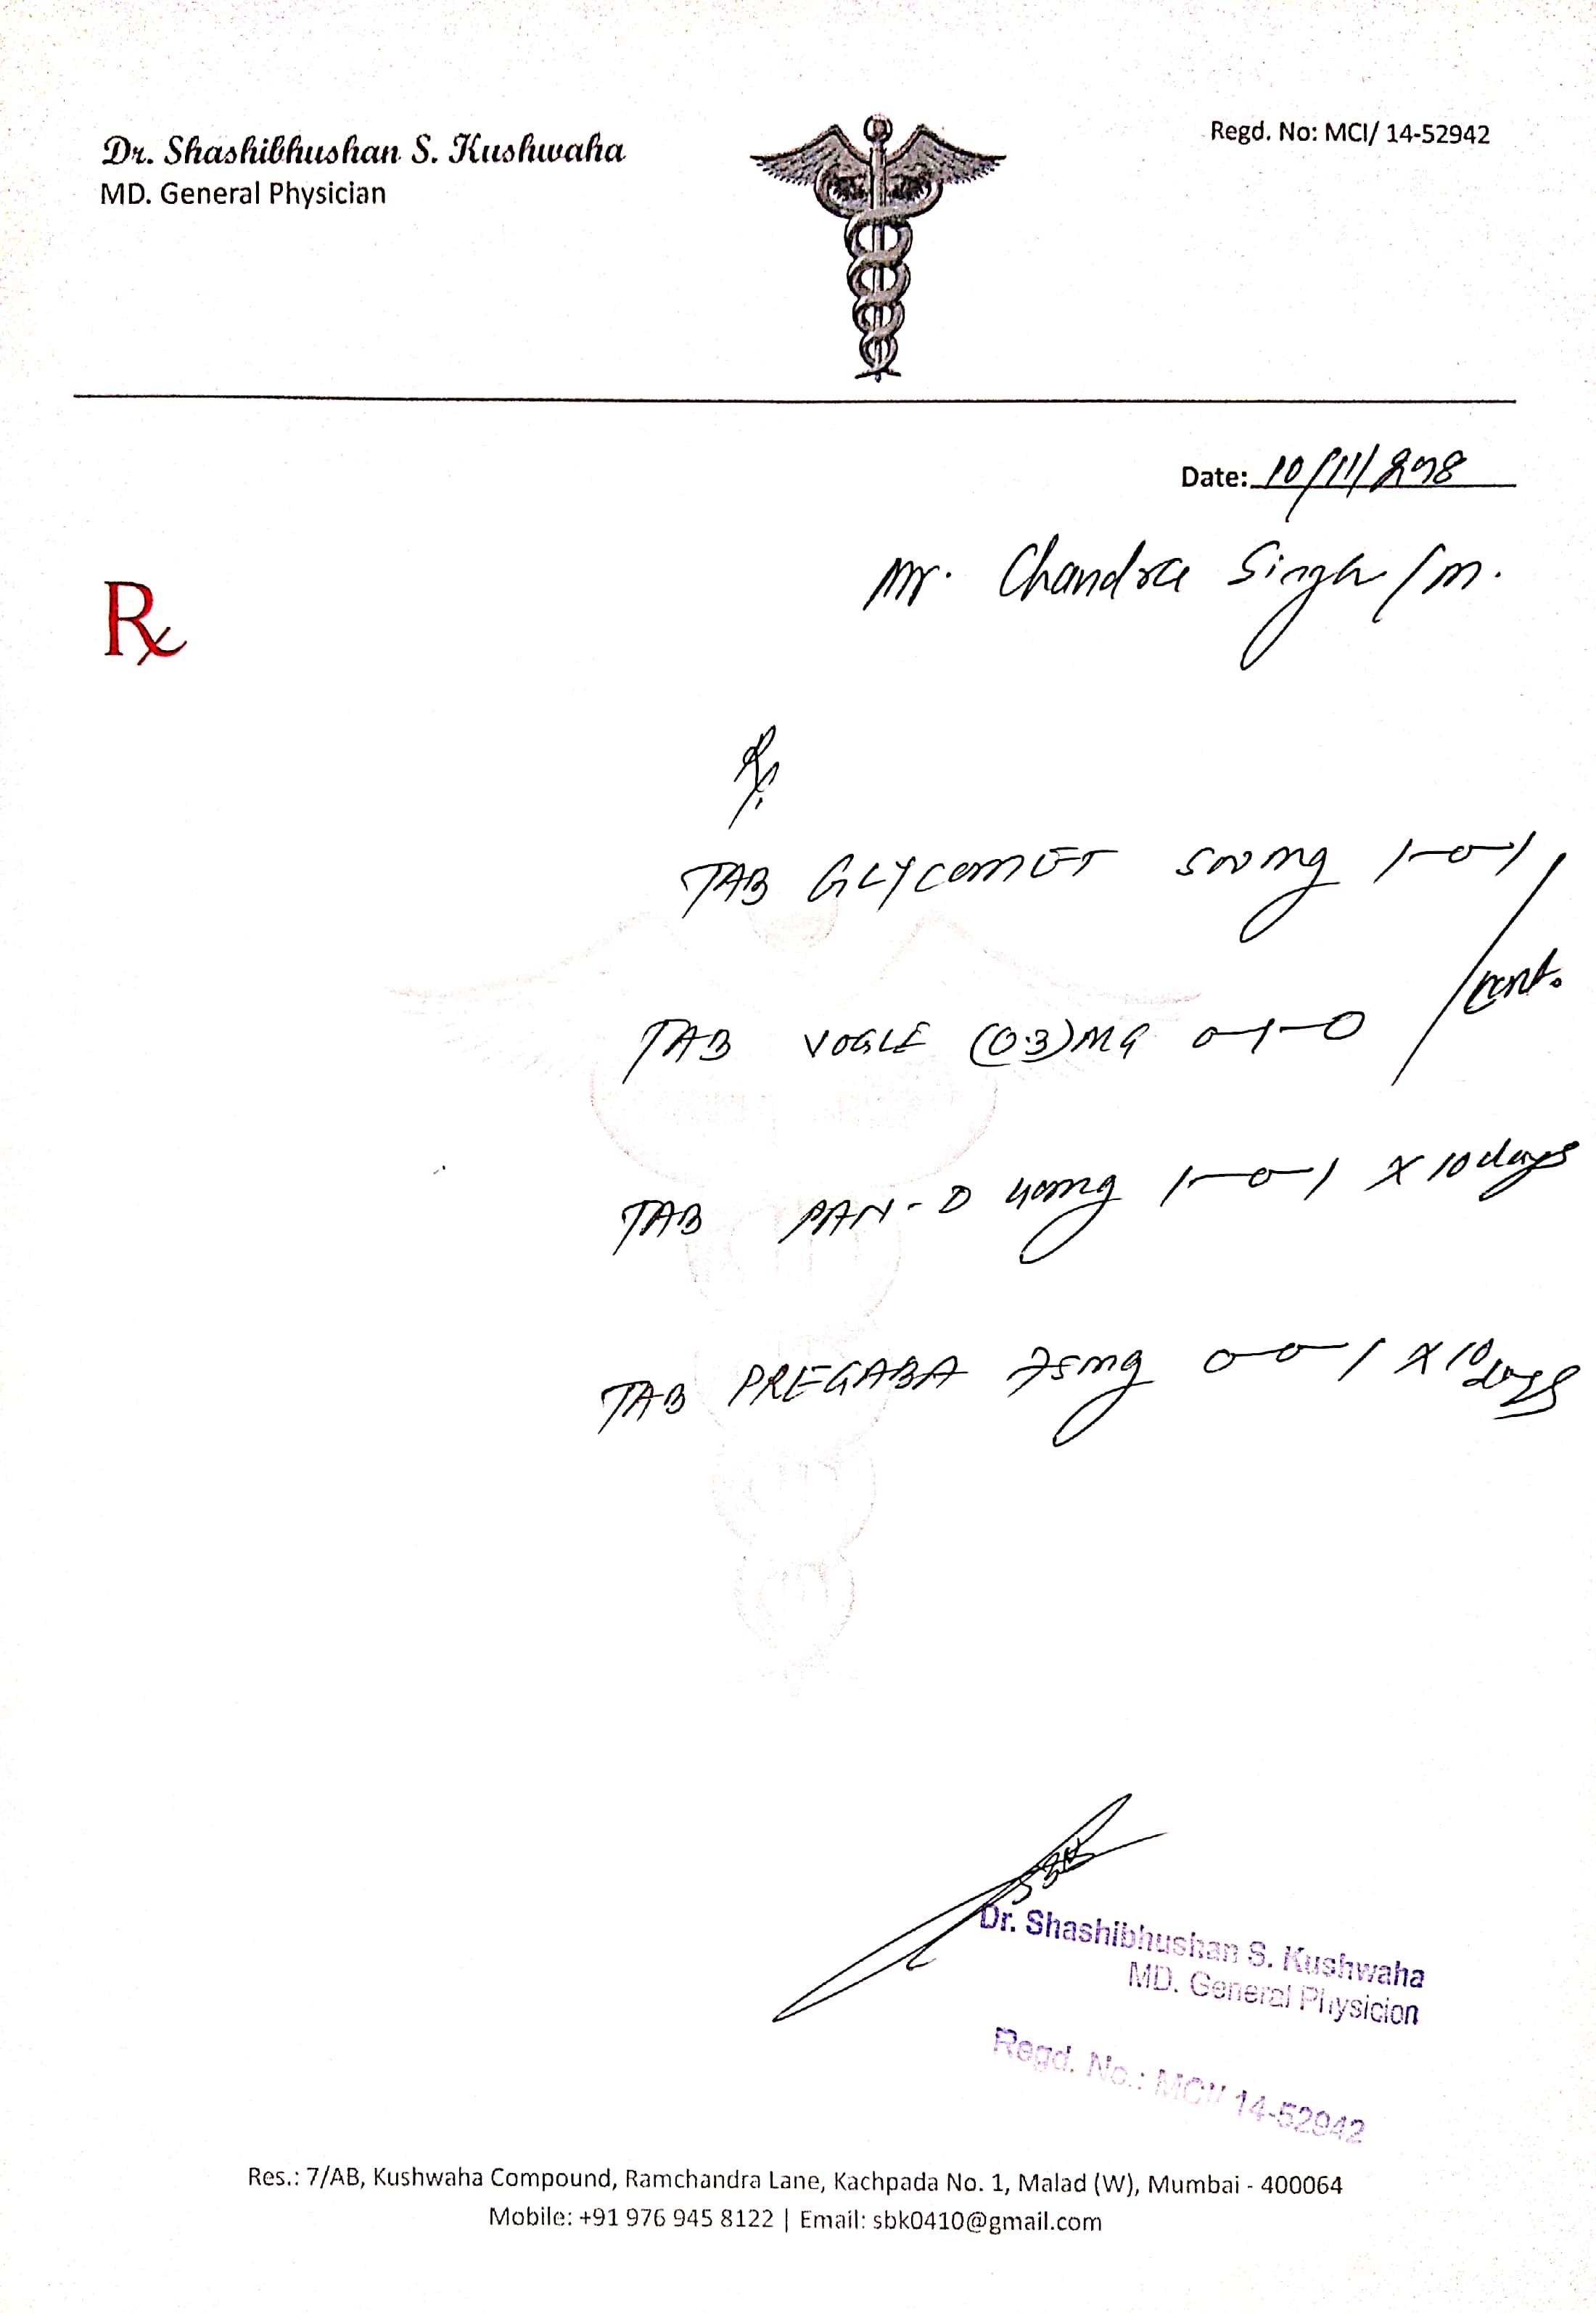 Dr. Shashibhushan S. Kushwaha
MD. General Physician
Regd. No: MCI/ 14-52942
Date: 10/11/2018
Mr. Chandra Singh / m.
Rx
Rx
TAB GLYCOMET 500mg 1-0-1
TAB VOGLE (0.3)MG 0-1-0
cont.
TAB PAN-D 40mg 1-0-1 x 10 days
TAB PREGABA 75mg 0-0-1 x 10 days
Dr. Shashibhushan S. Kushwaha
MD. General Physicion
Regd. No.: MCI/ 14-52942
Res.: 7/AB, Kushwaha Compound, Ramchandra Lane, Kachpada No. 1, Malad (W), Mumbai - 400064
Mobile: +91 976 945 8122 | Email: sbk0410@gmail.com